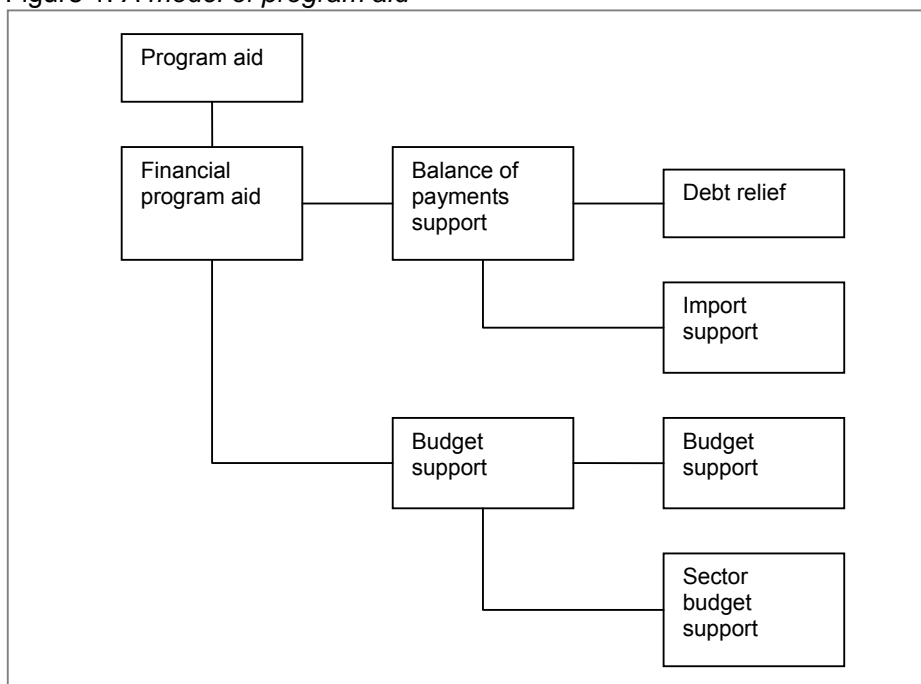 Figure 1. A model of program aid
Program aid
Financial
program aid
Balance of
payments
support
Debt relief
Import
support
Budget
support
Budget
support
Sector
budget
support